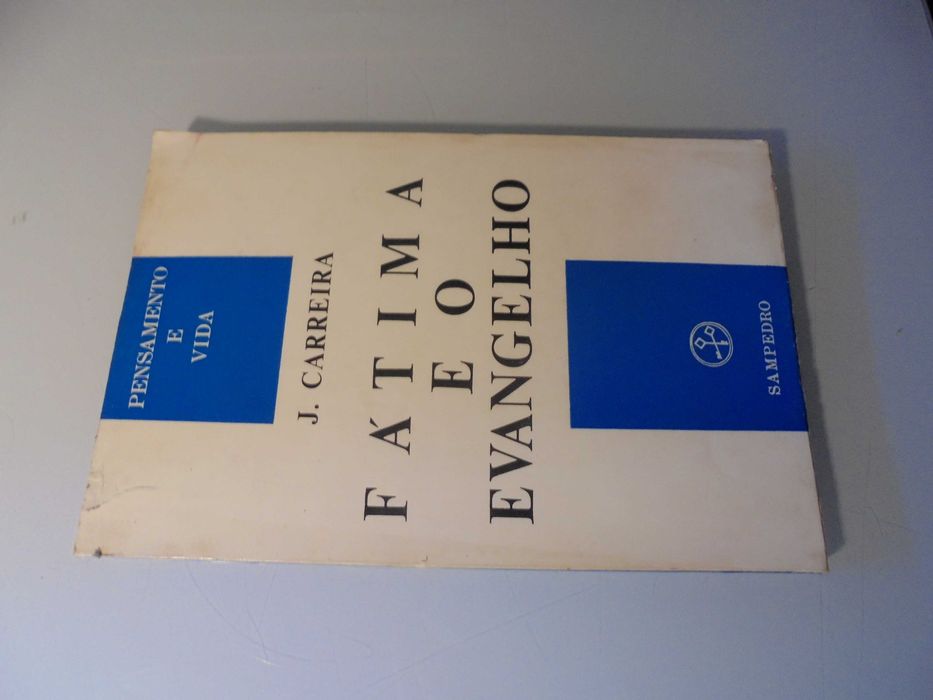 PENSAMENTO
E
VIDA
J. CARREIRA
FÁTIMA
E O
EVANGELHO
SAMPEDRO